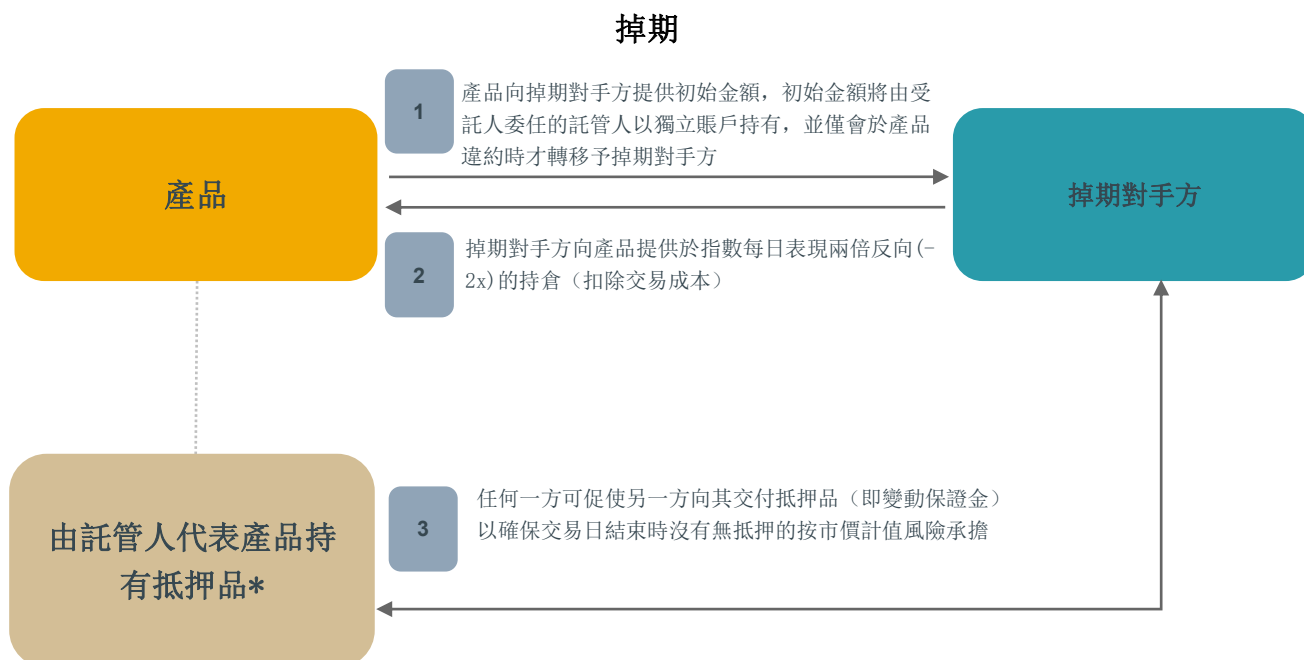 掉期
1
產品向掉期對手方提供初始金額，初始金額將由受
託人委任的託管人以獨立賬戶持有，並僅會於產品
違約時才轉移予掉期對手方
產品
掉期對手方
2
掉期對手方向產品提供於指數每日表現兩倍反向(-
2x)的持倉（扣除交易成本）
3
任何一方可促使另一方向其交付抵押品（即變動保證金）
以確保交易日結束時沒有無抵押的按市價計值風險承擔
由託管人代表產品持
有抵押品*